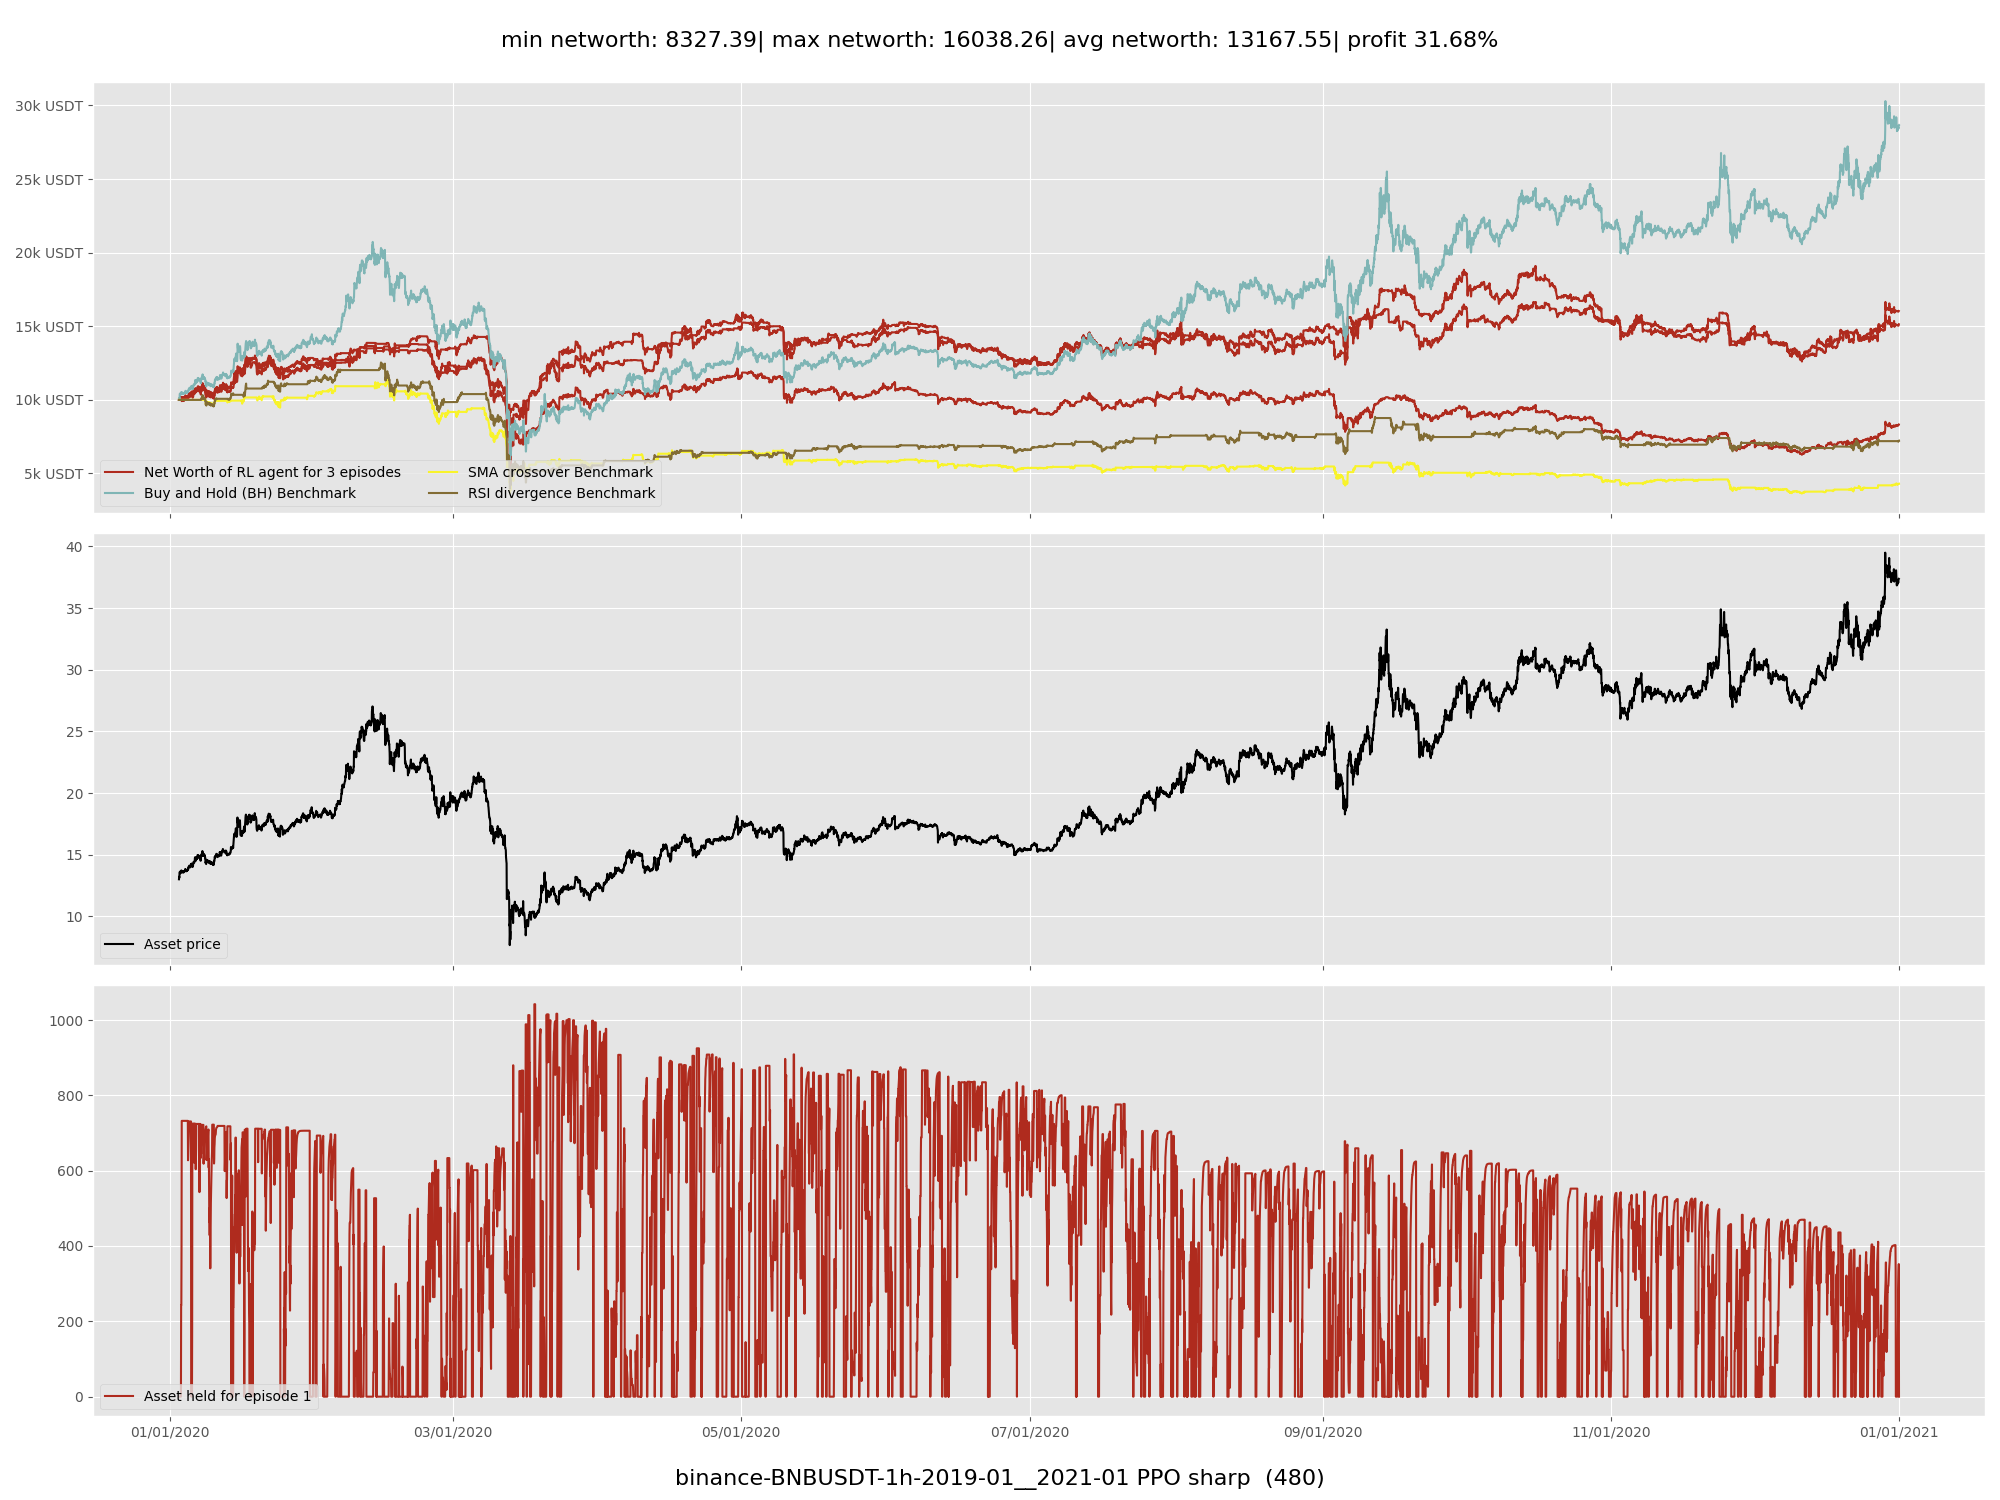 min networth: 8327.39| max networth: 16038.26| avg networth: 13167.55| profit 31.68%
30k USDT
25k USDT
20k USDT
15k USDT
10k USDT
5k USDT
Net Worth of RL agent for 3 episodes
Buy and Hold (BH) Benchmark
SMA crossover Benchmark
RSI divergence Benchmark
40
35
30
25
20
15
10
Asset price
1000
800
600
400
200
0
Asset held for episode 1
01/01/2020 03/01/2020 05/01/2020 07/01/2020 09/01/2020 11/01/2020 01/01/2021
binance-BNBUSDT-1h-2019-01__2021-01 PPO sharp (480)